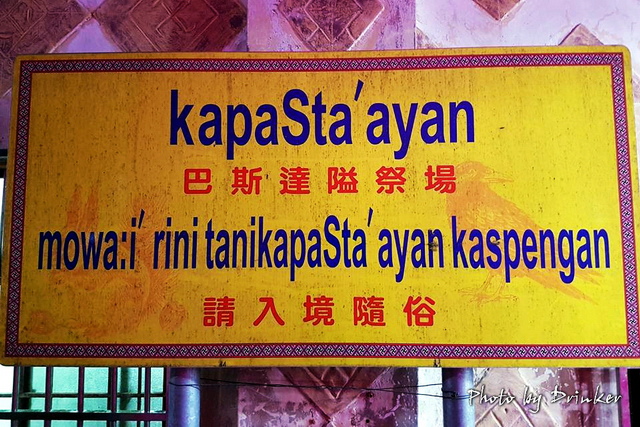 kapaSta'ayan
巴斯達隘祭場
mowa:i' rini tanikapaSta'ayan kaspengan
請入境隨俗
Photo by Drinker